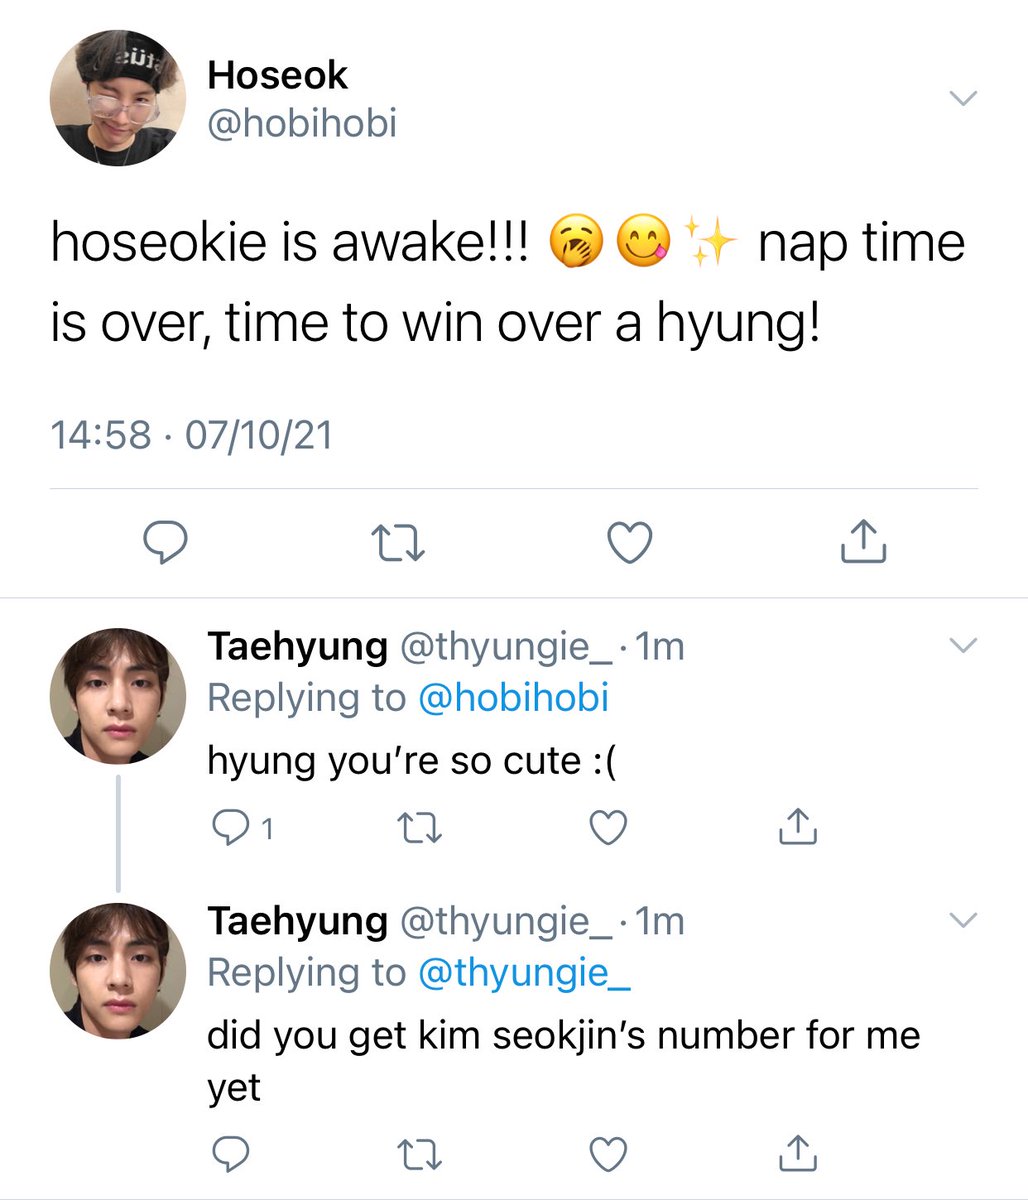 Hoseok
@hobihobi
hoseokie is awake!!! 🥱😋✨ nap time
is over, time to win over a hyung!
14:58 · 07/10/21
Taehyung @thyungie_ · 1m
Replying to @hobihobi
hyung you’re so cute :(
1
Taehyung @thyungie_ · 1m
Replying to @thyungie_
did you get kim seokjin’s number for me
yet